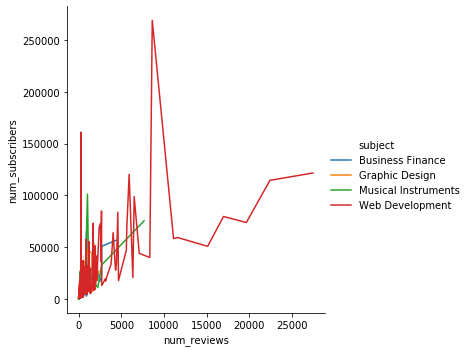 250000
200000
150000
100000
50000
0
num_subscribers
0
5000
10000
15000
20000
25000
num_reviews
subject
Business Finance
Graphic Design
Musical Instruments
Web Development